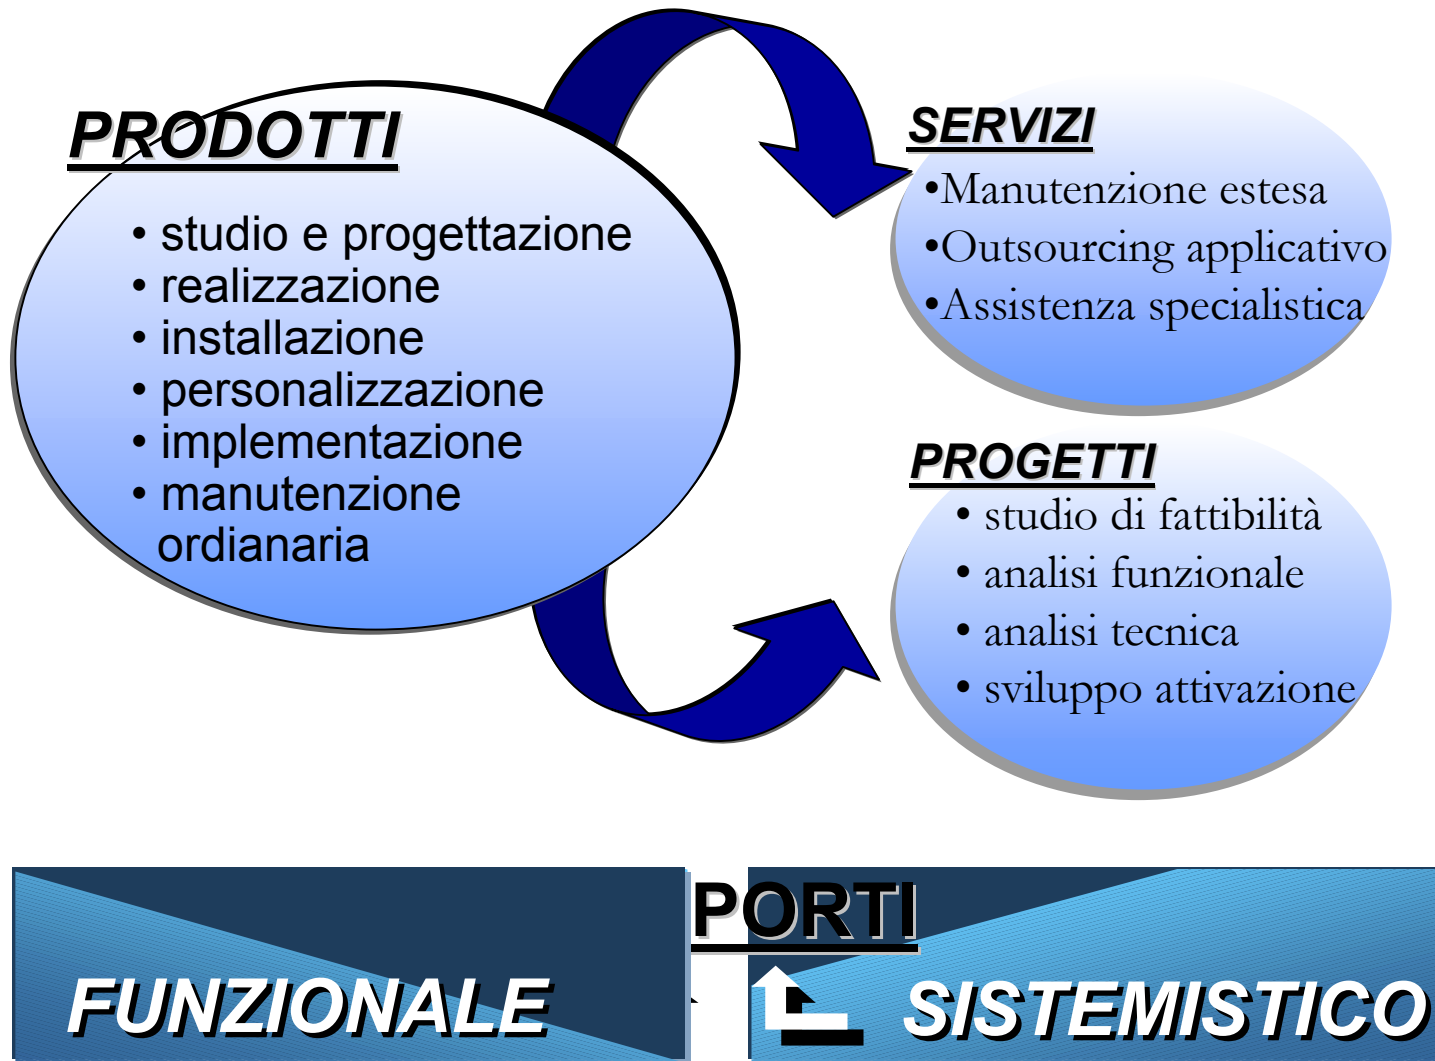 PRODOTTI
• studio e progettazione
• realizzazione
• installazione
• personalizzazione
• implementazione
• manutenzione
ordianaria
SERVIZI
•Manutenzione estesa
•Outsourcing applicativo
•Assistenza specialistica
PROGETTI
• studio di fattibilità
• analisi funzionale
• analisi tecnica
• sviluppo attivazione
PORTI
FUNZIONALE
SISTEMISTICO